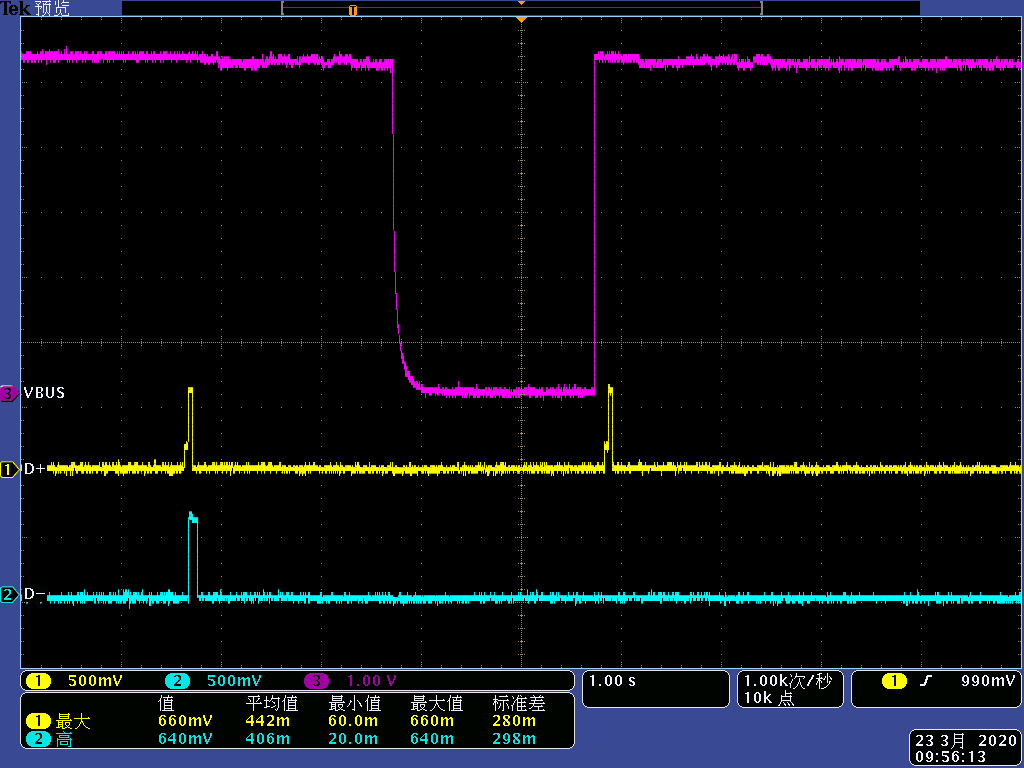 Tek 预览
T
3 VBUS
1 D+
2 D−
1 500mV 2 500mV 3 1.00 V
1.00 s
1.00k次/秒
10k 点
1 990mV
值 平均值 最小值 最大值 标准差
1 最大 660mV 442m 60.0m 660m 280m
2 高 640mV 406m 20.0m 640m 298m
23 3月 2020
09:56:13